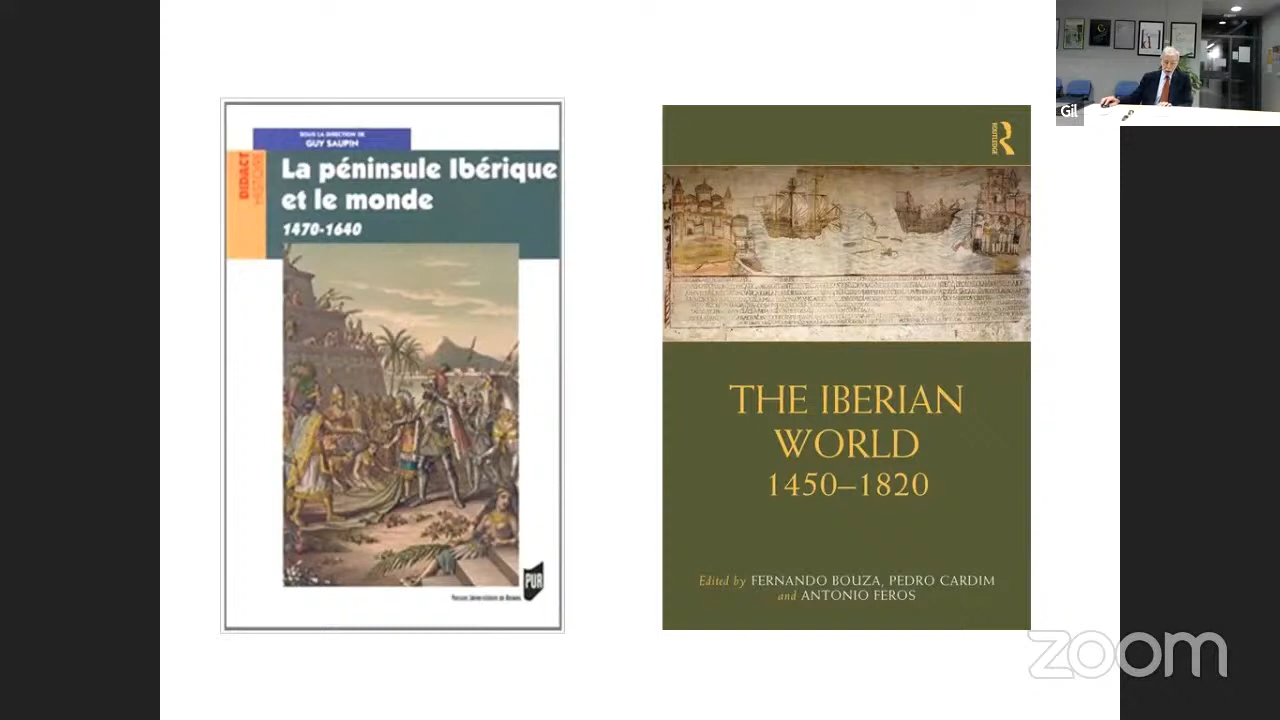 SOUS LA DIRECTION DE
GUY SAUPIN
DIDACT
HISTOIRE
La péninsule Ibérique
et le monde
1470-1640
PUR
Presses Universitaires de Rennes
ROUTLEDGE
THE IBERIAN
WORLD
1450–1820
Edited by FERNANDO BOUZA, PEDRO CARDIM
and ANTONIO FEROS
Gil
zoom